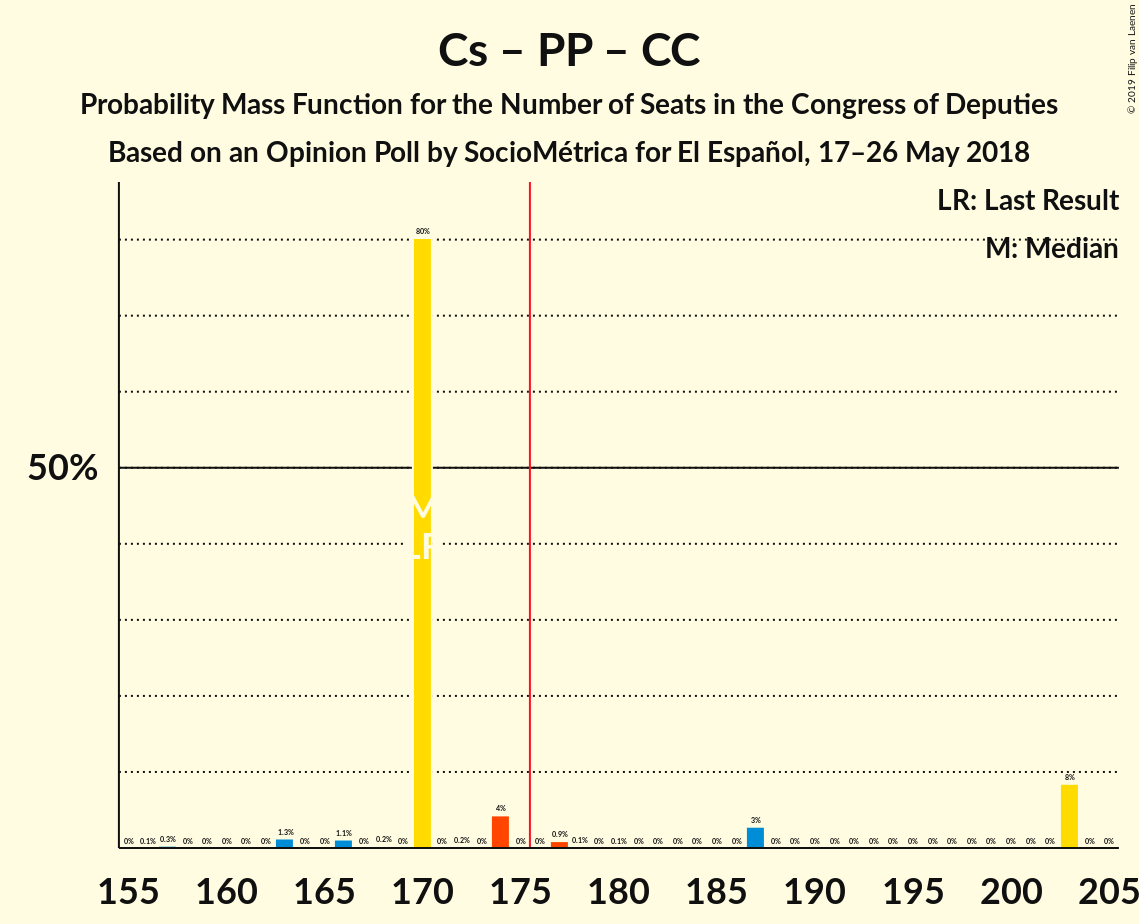 Cs – PP – CC
Probability Mass Function for the Number of Seats in the Congress of Deputies
Based on an Opinion Poll by SocioMétrica for El Español, 17–26 May 2018
© 2019 Filip van Laenen
LR: Last Result
M: Median
50%
M
LR
0% 0.1% 0.3% 0% 0% 0% 0% 0% 1.3% 0% 0% 1.1% 0% 0.2% 0% 80% 0% 0.2% 0% 4% 0% 0% 0.9% 0.1% 0% 0.1% 0% 0% 0% 0% 0% 0% 3% 0% 0% 0% 0% 0% 0% 0% 0% 0% 0% 0% 0% 0% 0% 0% 8% 0% 0%
155 160 165 170 175 180 185 190 195 200 205